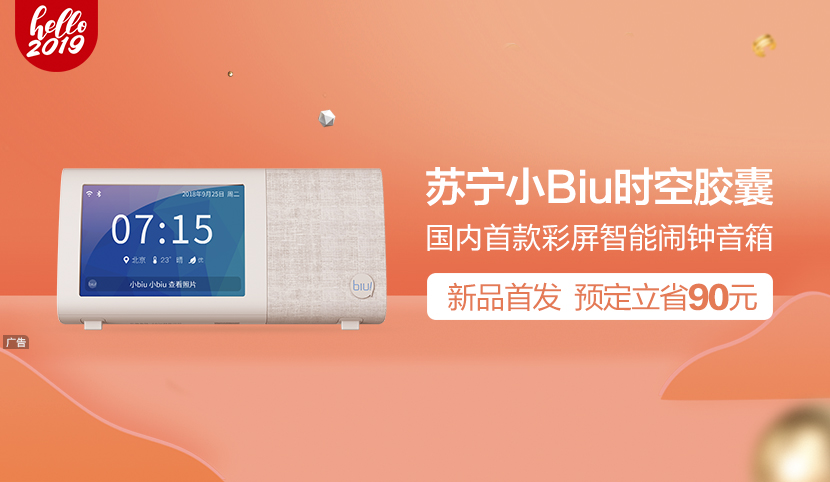 hello
2019
苏宁小Biu时空胶囊
国内首款彩屏智能闹钟音箱
新品首发 预定立省90元
2018年9月25日 周二
07:15
北京 23° 晴 优
biu!
小biu 小biu 查看照片
biu!
广告